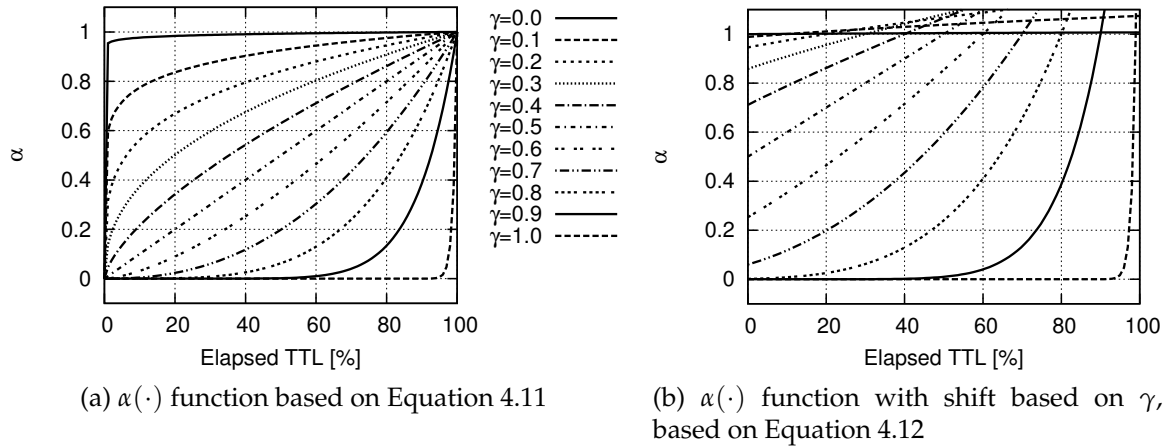 1
0.8
0.6
0.4
0.2
0
α
0
20
40
60
80
100
Elapsed TTL [%]
γ=0.0
γ=0.1
γ=0.2
γ=0.3
γ=0.4
γ=0.5
γ=0.6
γ=0.7
γ=0.8
γ=0.9
γ=1.0
1
0.8
0.6
0.4
0.2
0
α
0
20
40
60
80
100
Elapsed TTL [%]
(a) α(·) function based on Equation 4.11
(b) α(·) function with shift based on γ,
based on Equation 4.12